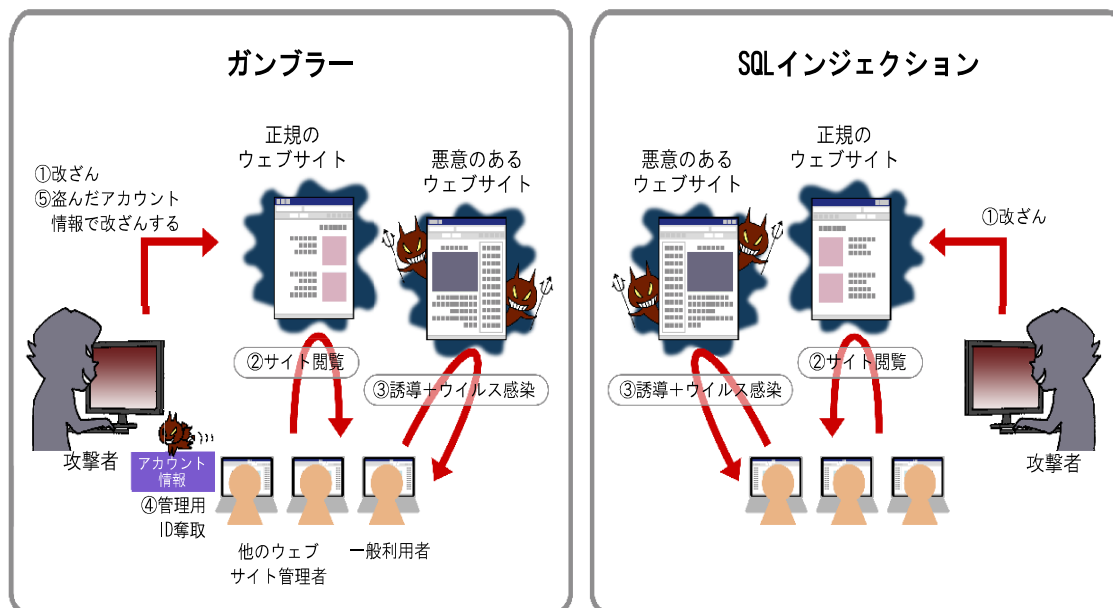 ガンブラー
正規の
ウェブサイト
悪意のある
ウェブサイト
①改ざん
⑤盗んだアカウント
情報で改ざんする
②サイト閲覧
③誘導+ウイルス感染
攻撃者
アカウント
情報
④管理用
ID奪取
他のウェブ
サイト管理者
一般利用者
SQLインジェクション
正規の
ウェブサイト
悪意のある
ウェブサイト
①改ざん
②サイト閲覧
③誘導+ウイルス感染
攻撃者